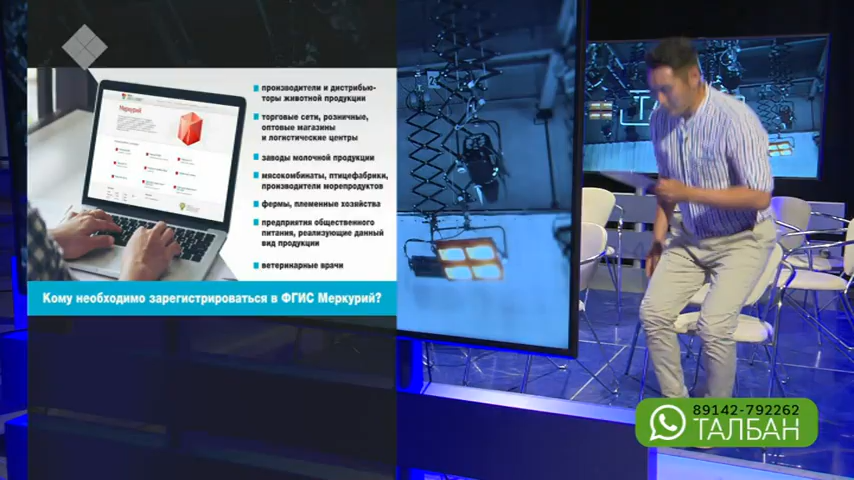 Меркурий
производители и дистрибью-
торы животной продукции
торговые сети, розничные,
оптовые магазины
и логистические центры
заводы молочной продукции
мясокомбинаты, птицефабрики,
производители морепродуктов
фермы, племенные хозяйства
предприятия общественного
питания, реализующие данный
вид продукции
ветеринарные врачи
Кому необходимо зарегистрироваться в ФГИС Меркурий?
89142-792262
ТАЛБАН